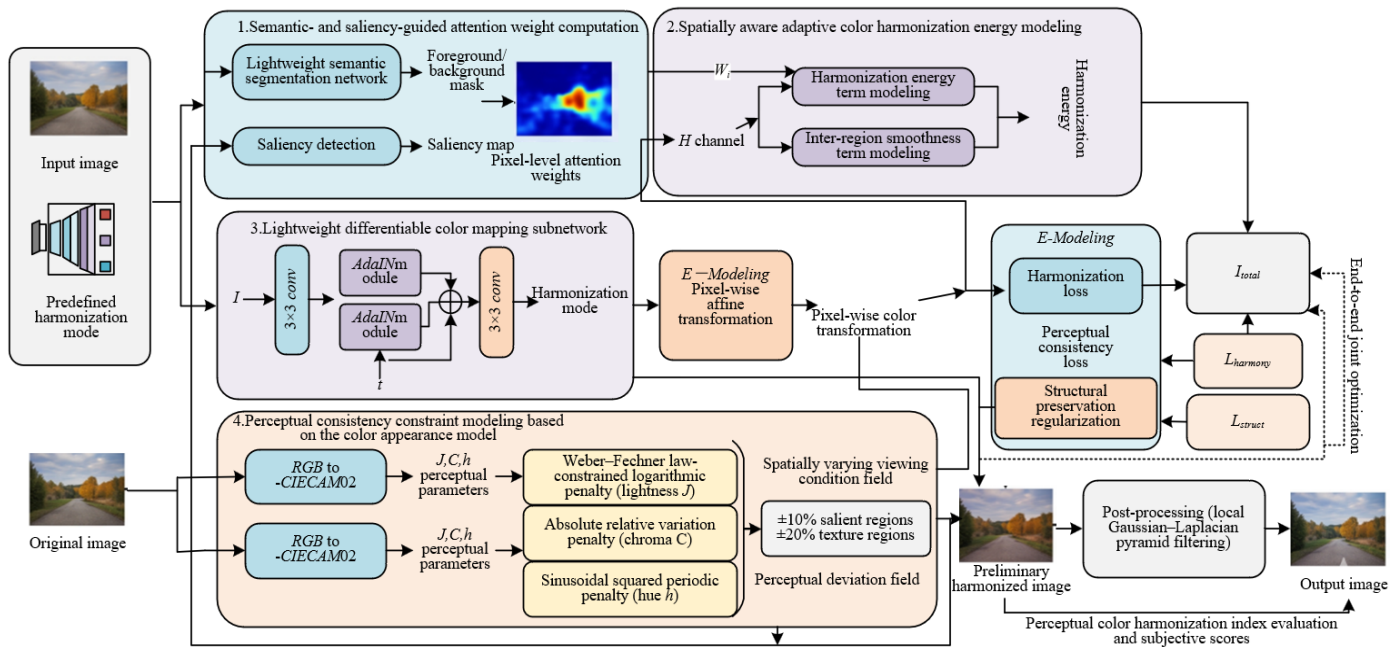 Input image
Predefined
harmonization
mode
Original image
1.Semantic- and saliency-guided attention weight computation
Lightweight semantic
segmentation network
Foreground/
background
mask
Saliency detection
Saliency map
Pixel-level attention
weights
2.Spatially aware adaptive color harmonization energy modeling
Wi
H channel
Harmonization energy
term modeling
Inter-region smoothness
term modeling
Harmonization
energy
3.Lightweight differentiable color mapping subnetwork
I
3×3 conv
AdaINm
odule
AdaINm
odule
t
3×3 conv
Harmonization
mode
E－Modeling
Pixel-wise
affine
transformation
Pixel-wise color
transformation
E-Modeling
Harmonization
loss
Perceptual
consistency
loss
Structural
preservation
regularization
Itotal
Lharmony
Lstruct
End-to-end joint optimization
4.Perceptual consistency constraint modeling based
on the color appearance model
RGB to
-CIECAM02
J,C,h
perceptual
parameters
RGB to
-CIECAM02
J,C,h
perceptual
parameters
Weber–Fechner law-
constrained logarithmic
penalty (lightness J)
Absolute relative variation
penalty (chroma C)
Sinusoidal squared periodic
penalty (hue h)
Spatially varying viewing
condition field
±10% salient regions
±20% texture regions
Perceptual deviation field
Preliminary
harmonized image
Post-processing (local
Gaussian–Laplacian
pyramid filtering)
Output image
Perceptual color harmonization index evaluation
and subjective scores